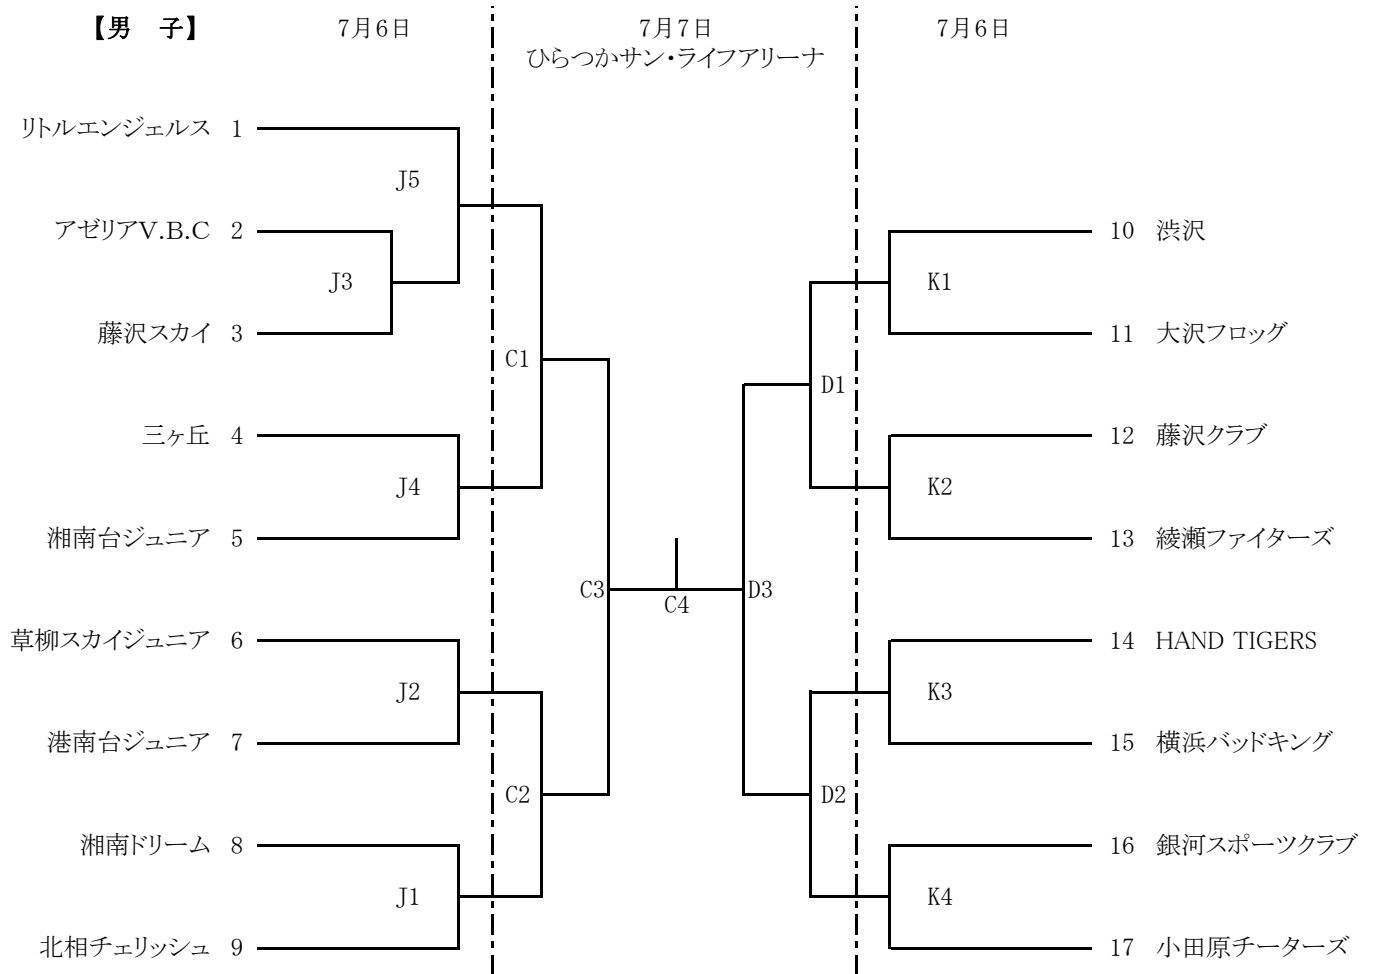 【男　子】 7月6日 7月7日 7月6日
ひらつかサン・ライフアリーナ
リトルエンジェルス 1
J5
アゼリアV.B.C 2 10 渋沢
J3 K1
藤沢スカイ 3 11 大沢フロッグ
C1
D1
三ヶ丘 4 12 藤沢クラブ
J4 K2
湘南台ジュニア 5 13 綾瀬ファイターズ
C3 D3
C4
草柳スカイジュニア 6 14 HAND TIGERS
J2 K3
港南台ジュニア 7 15 横浜バッドキング
C2 D2
湘南ドリーム 8 16 銀河スポーツクラブ
J1 K4
北相チェリッシュ 9 17 小田原チーターズ